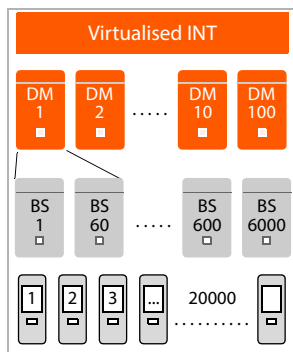 Virtualised INT
DM DM DM DM
1 2 ..... 10 100
BS BS BS BS
1 60 ..... 600 6000
1 2 3 ... 20000
..........